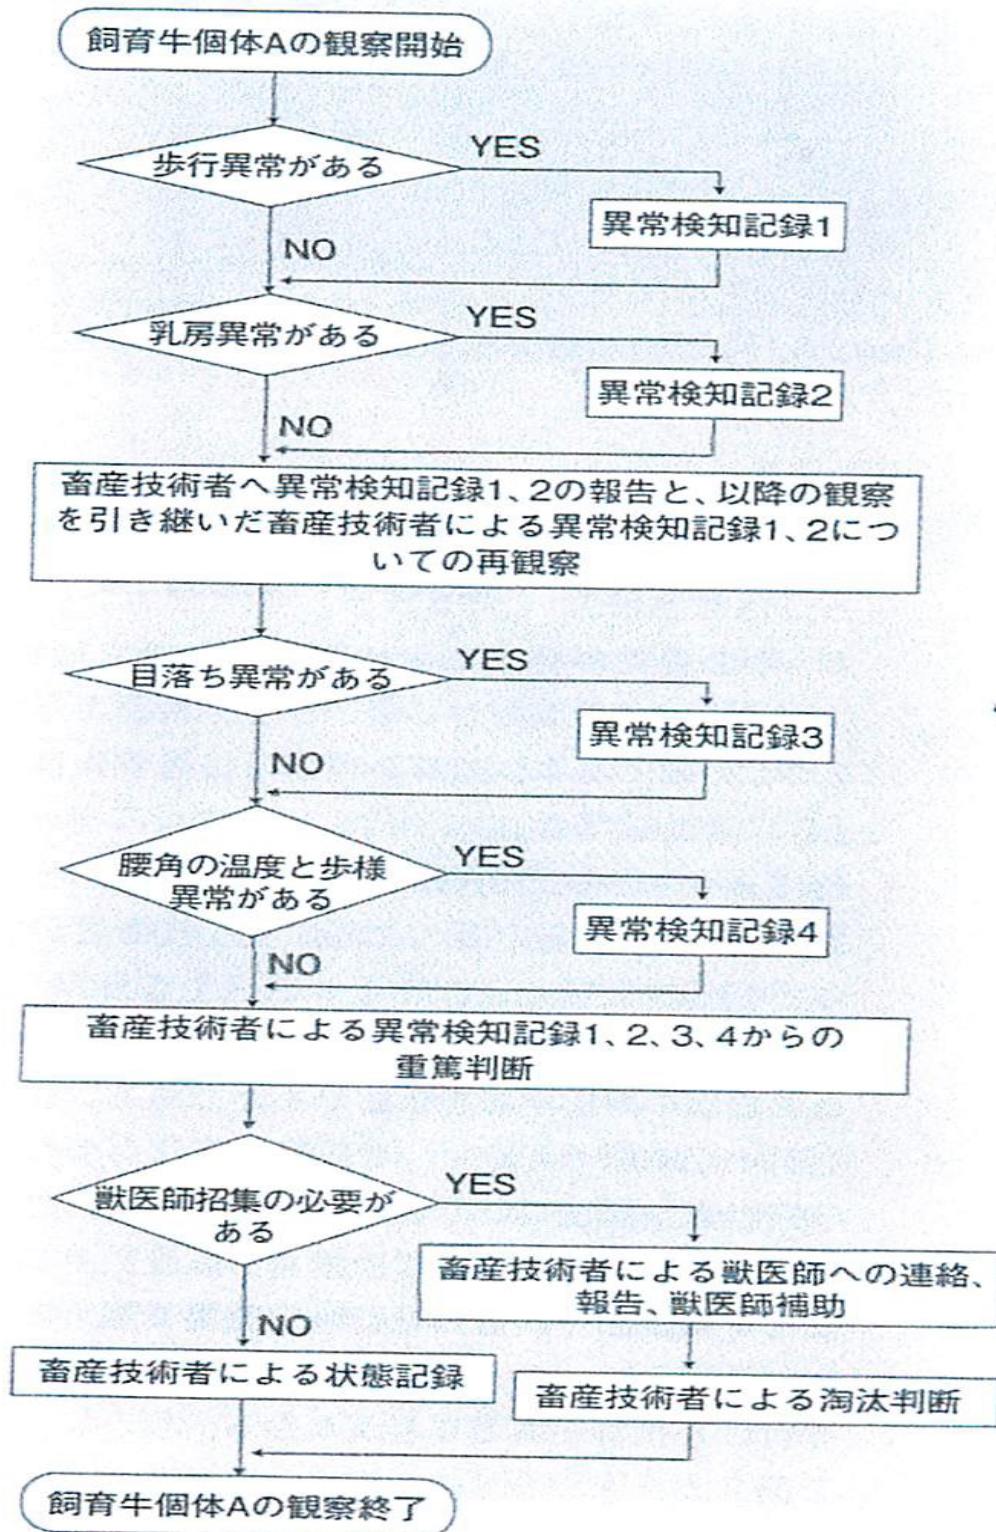 飼育牛個体Aの観察開始
歩行異常がある
YES
異常検知記録1
NO
乳房異常がある
YES
異常検知記録2
NO
畜産技術者へ異常検知記録1、2の報告と、以降の観察
を引き継いだ畜産技術者による異常検知記録1、2につ
いての再観察
目落ち異常がある
YES
異常検知記録3
NO
腰角の温度と歩様
異常がある
YES
異常検知記録4
NO
畜産技術者による異常検知記録1、2、3、4からの
重篤判断
獣医師招集の必要が
ある
YES
畜産技術者による獣医師への連絡、
報告、獣医師補助
NO
畜産技術者による状態記録
畜産技術者による淘汰判断
飼育牛個体Aの観察終了